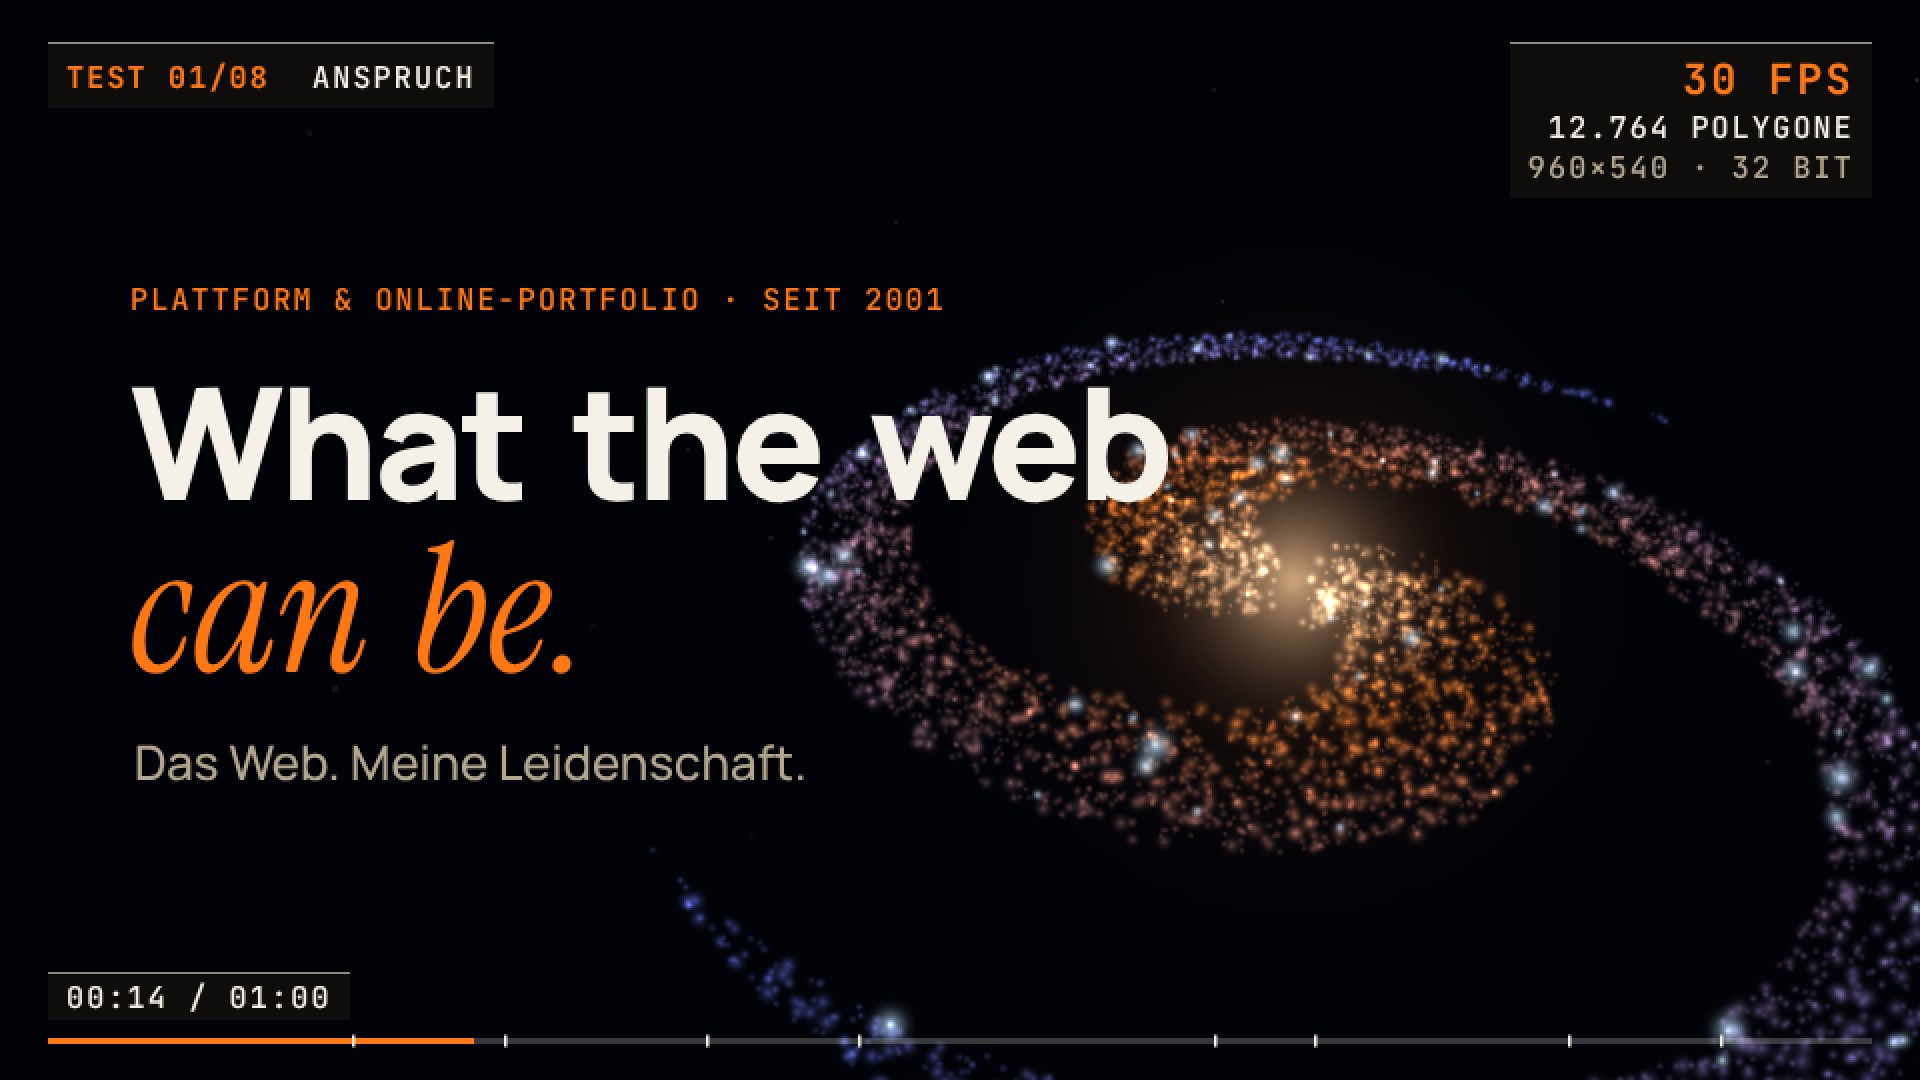 TEST 01/08 ANSPRUCH
30 FPS
12.764 POLYGONE
960×540 · 32 BIT
PLATTFORM & ONLINE-PORTFOLIO · SEIT 2001
What the web
can be.
Das Web. Meine Leidenschaft.
00:14 / 01:00